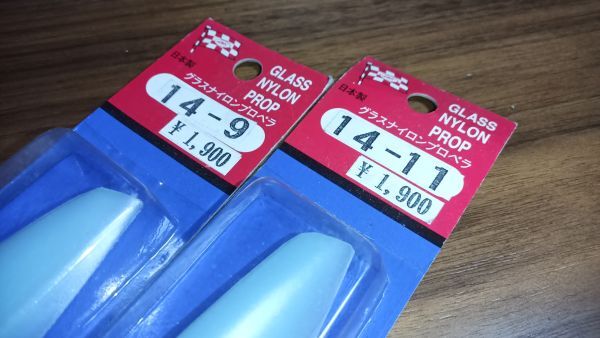 日本製
GLASS
NYLON
PROP
グラスナイロンプロペラ
14-9
¥1,900
日本製
GLASS
NYLON
PROP
グラスナイロンプロペラ
14-11
¥1,900